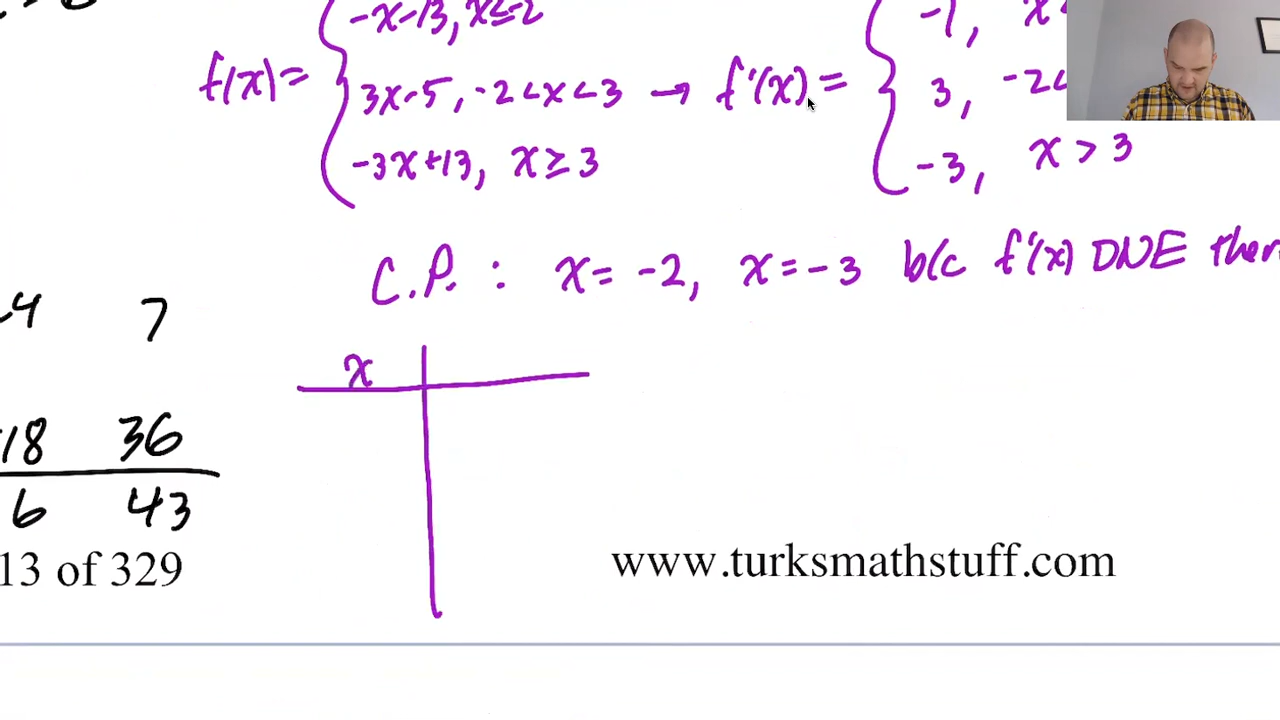 -x-13, x≤-2
-1, x
f(x)= 3x-5, -2<x<3 → f'(x)= 3, -2<
-3x+13, x≥3
-3, x > 3
C.P. : x= -2, x=-3 b/c f'(x) DNE ther
-4 7
x
18 36
6 43
13 of 329
www.turksmathstuff.com